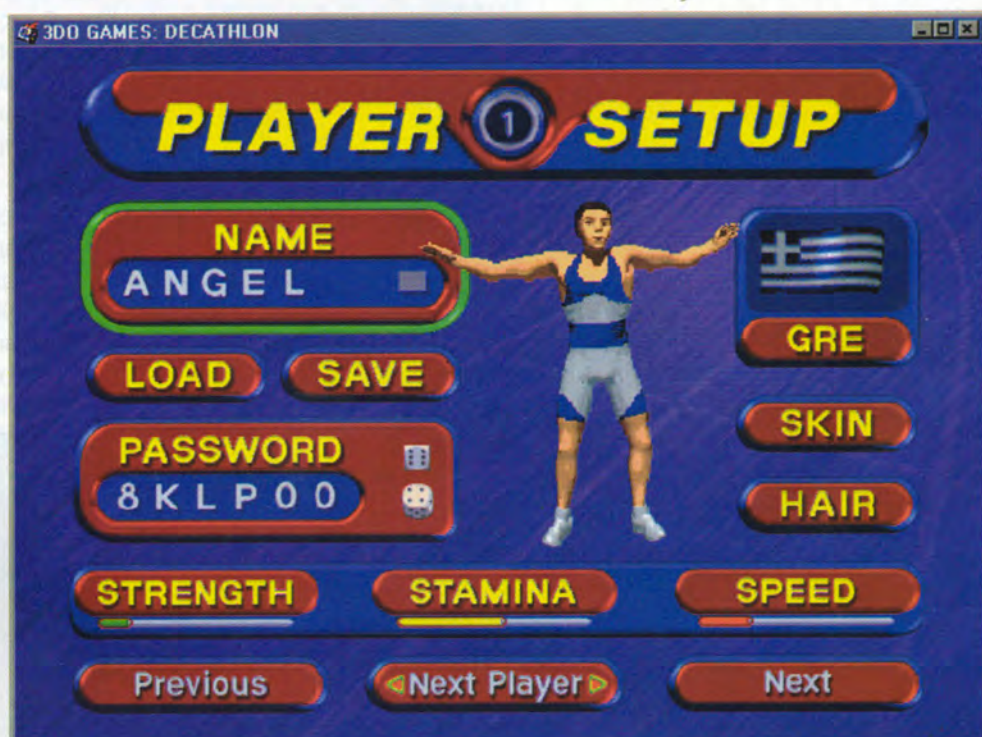 3DO GAMES: DECATHLON
PLAYER 1 SETUP
NAME
ANGEL
GRE
LOAD SAVE
PASSWORD
8KLP00
SKIN
HAIR
STRENGTH STAMINA SPEED
Previous Next Player Next